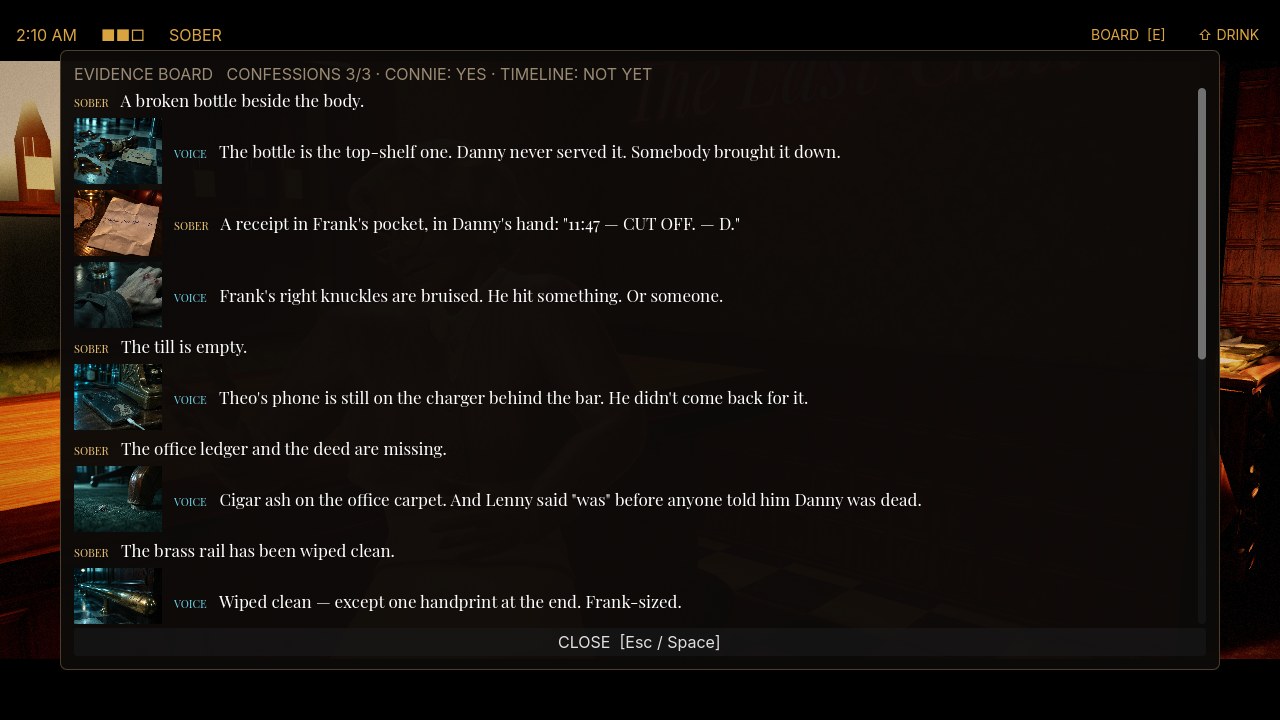 2:10 AM SOBER BOARD [E] ⇧ DRINK
EVIDENCE BOARD CONFESSIONS 3/3 · CONNIE: YES · TIMELINE: NOT YET
The Last
SOBER A broken bottle beside the body.
VOICE The bottle is the top-shelf one. Danny never served it. Somebody brought it down.
SOBER A receipt in Frank's pocket, in Danny's hand: "11:47 — CUT OFF. — D."
VOICE Frank's right knuckles are bruised. He hit something. Or someone.
SOBER The till is empty.
VOICE Theo's phone is still on the charger behind the bar. He didn't come back for it.
SOBER The office ledger and the deed are missing.
VOICE Cigar ash on the office carpet. And Lenny said "was" before anyone told him Danny was dead.
SOBER The brass rail has been wiped clean.
VOICE Wiped clean — except one handprint at the end. Frank-sized.
CLOSE [Esc / Space]